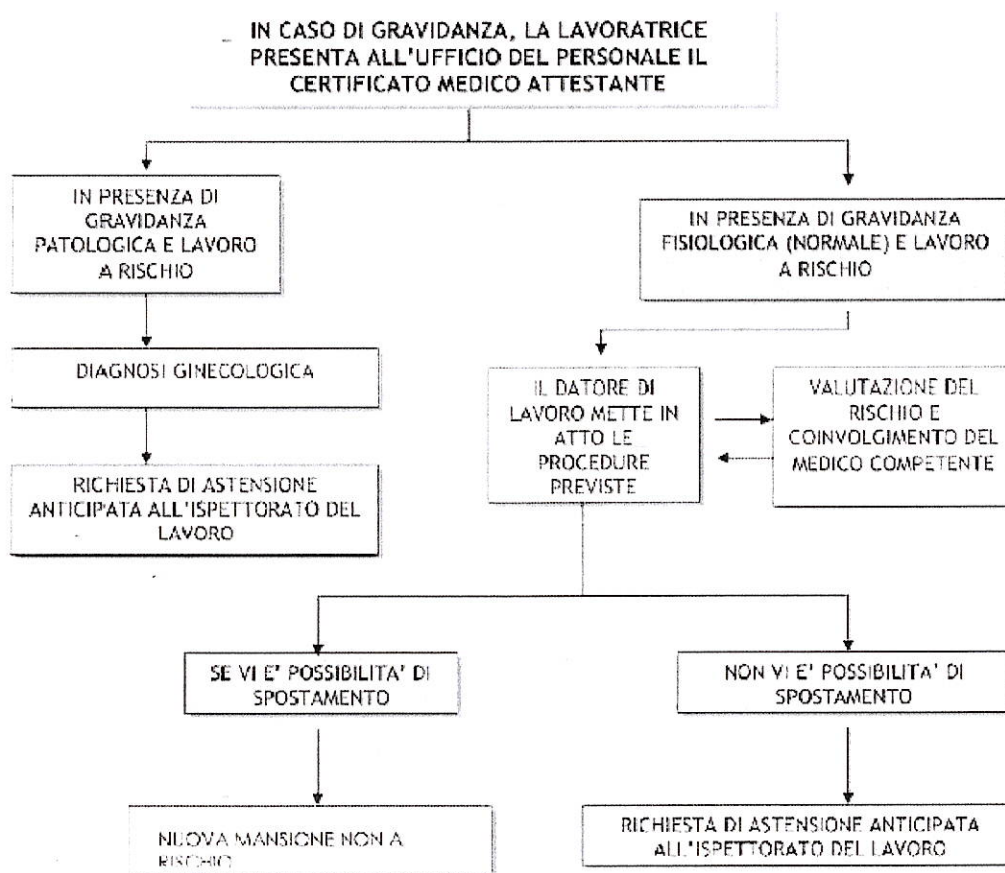 IN CASO DI GRAVIDANZA, LA LAVORATRICE
PRESENTA ALL'UFFICIO DEL PERSONALE IL
CERTIFICATO MEDICO ATTESTANTE
IN PRESENZA DI
GRAVIDANZA
PATOLOGICA E LAVORO
A RISCHIO
IN PRESENZA DI GRAVIDANZA
FISIOLOGICA (NORMALE) E LAVORO
A RISCHIO
DIAGNOSI GINECOLOGICA
IL DATORE DI
LAVORO METTE IN
ATTO LE
PROCEDURE
PREVISTE
VALUTAZIONE DEL
RISCHIO E
COINVOLGIMENTO DEL
MEDICO COMPETENTE
RICHIESTA DI ASTENSIONE
ANTICIPATA ALL'ISPETTORATO DEL
LAVORO
SE VI E' POSSIBILITA' DI
SPOSTAMENTO
NON VI E' POSSIBILITA' DI
SPOSTAMENTO
NUOVA MANSIONE NON A
RISCHIO
RICHIESTA DI ASTENSIONE ANTICIPATA
ALL'ISPETTORATO DEL LAVORO